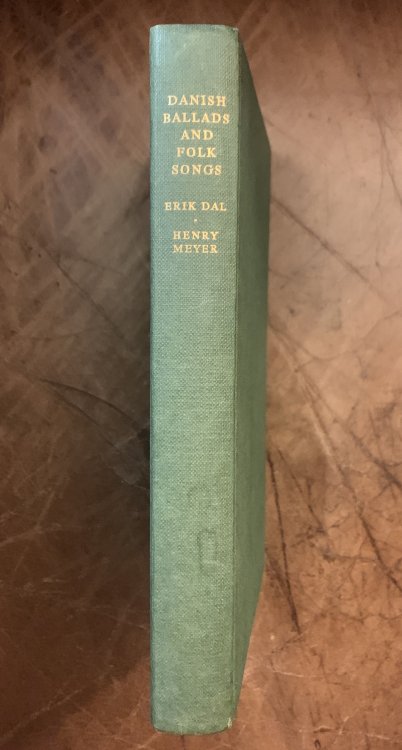 DANISH
BALLADS
AND
FOLK
SONGS
ERIK DAL
·
HENRY
MEYER